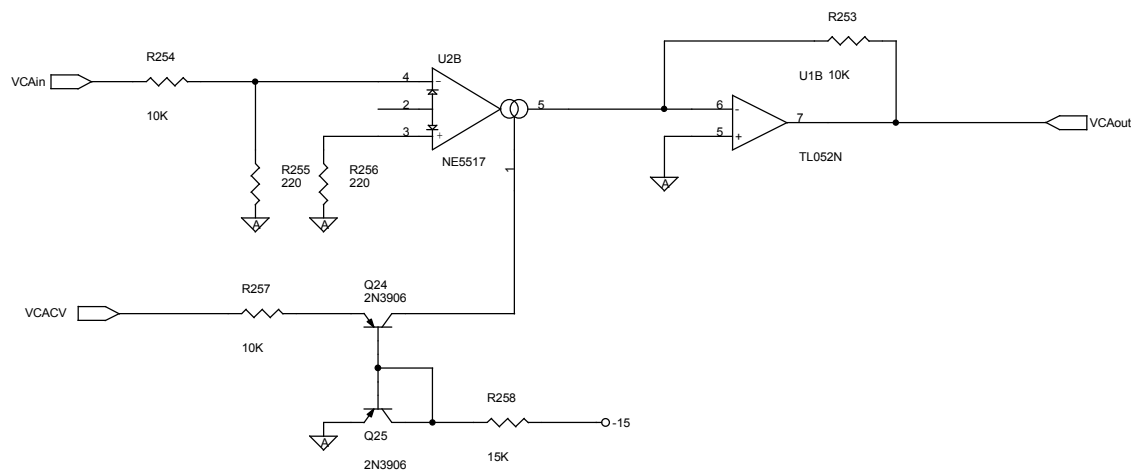 R253
R254
U2B
U1B 10K
VCAin
4
−
6
-
5
7
VCAout
10K
2
5
+
3
+
TL052N
NE5517
R255
220
R256
220
1
A
A
A
Q24
2N3906
R257
VCACV
10K
R258
-15
A
Q25
15K
2N3906